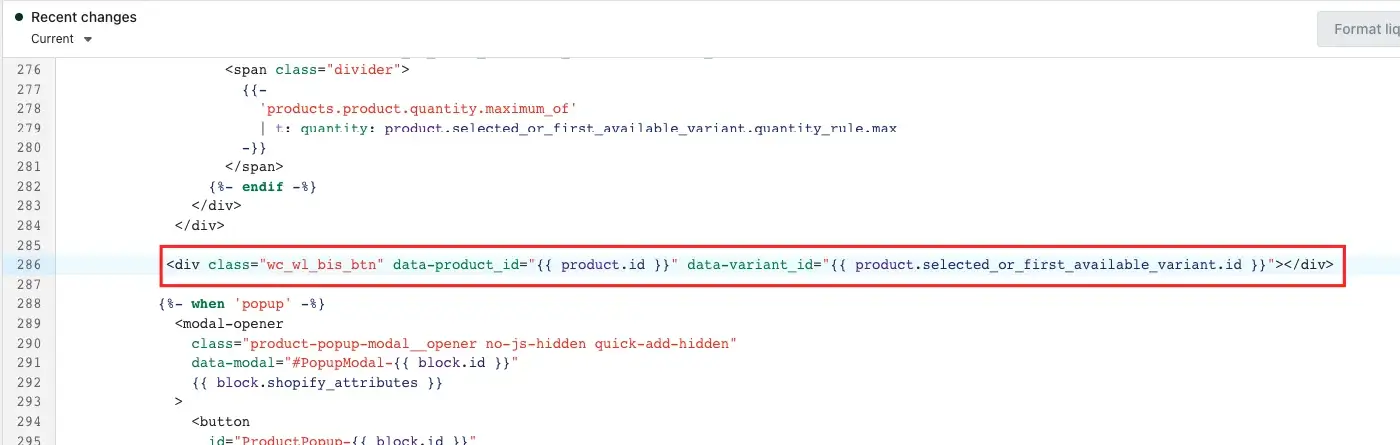 Recent changes
Current
Format liq
276 <span class="divider">
277 {{-
278 'products.product.quantity.maximum_of'
279 | t: quantity: product.selected_or_first_available_variant.quantity_rule.max
280 -}}
281 </span>
282 {%- endif -%}
283 </div>
284 </div>
285
286 <div class="wc_wl_bis_btn" data-product_id="{{ product.id }}" data-variant_id="{{ product.selected_or_first_available_variant.id }}"></div>
287
288 {%- when 'popup' -%}
289 <modal-opener
290 class="product-popup-modal__opener no-js-hidden quick-add-hidden"
291 data-modal="#PopupModal-{{ block.id }}"
292 {{ block.shopify_attributes }}
293 >
294 <button
295 id="ProductPopup-{{ block.id }}"